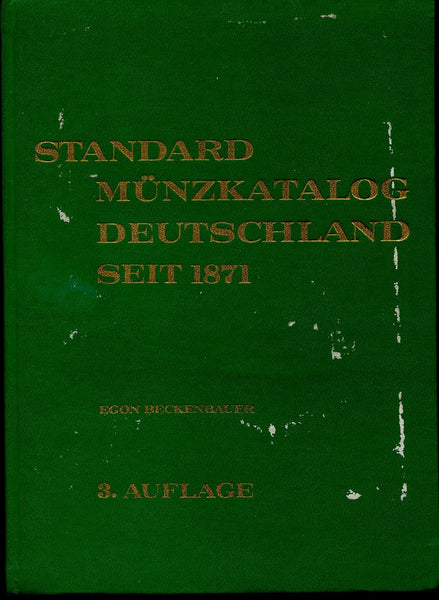 STANDARD
MÜNZKATALOG
DEUTSCHLAND
SEIT 1871
EGON BECKENBAUER
3. AUFLAGE